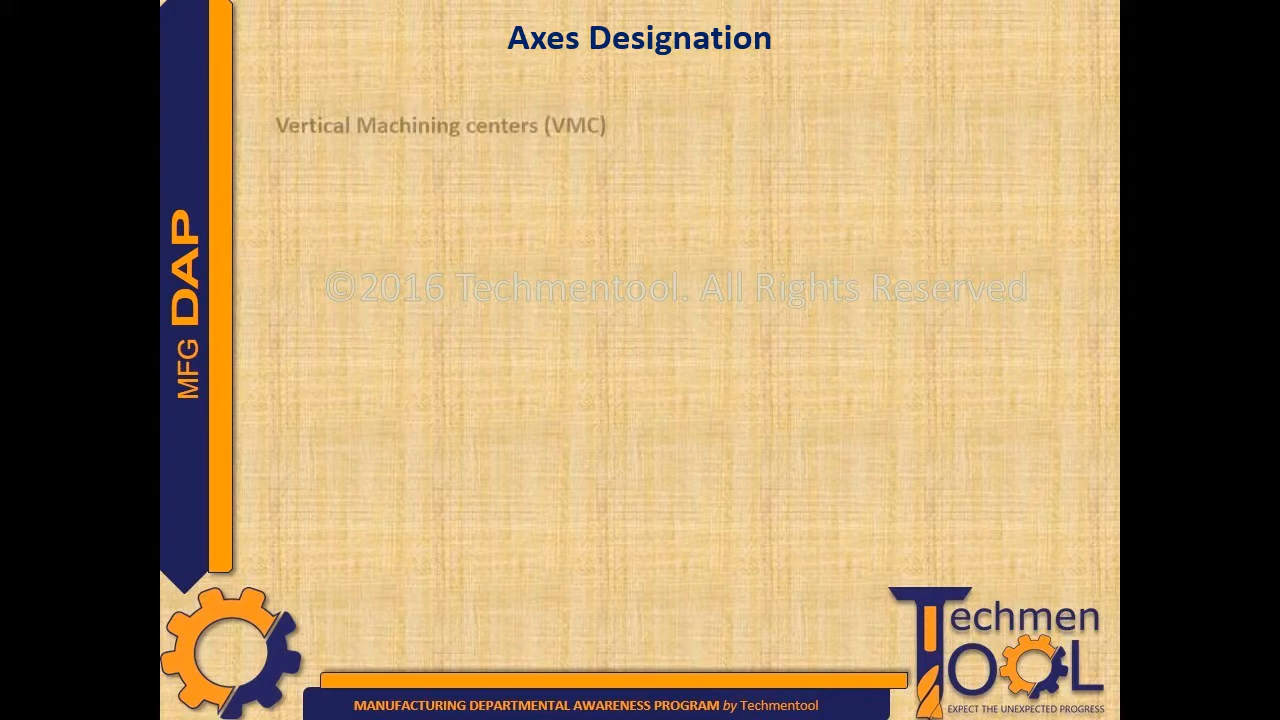 Axes Designation
Vertical Machining centers (VMC)
©2016 Techmentool. All Rights Reserved
MFG DAP
Techmen
TOOL
EXPECT THE UNEXPECTED PROGRESS
MANUFACTURING DEPARTMENTAL AWARENESS PROGRAM by Techmentool